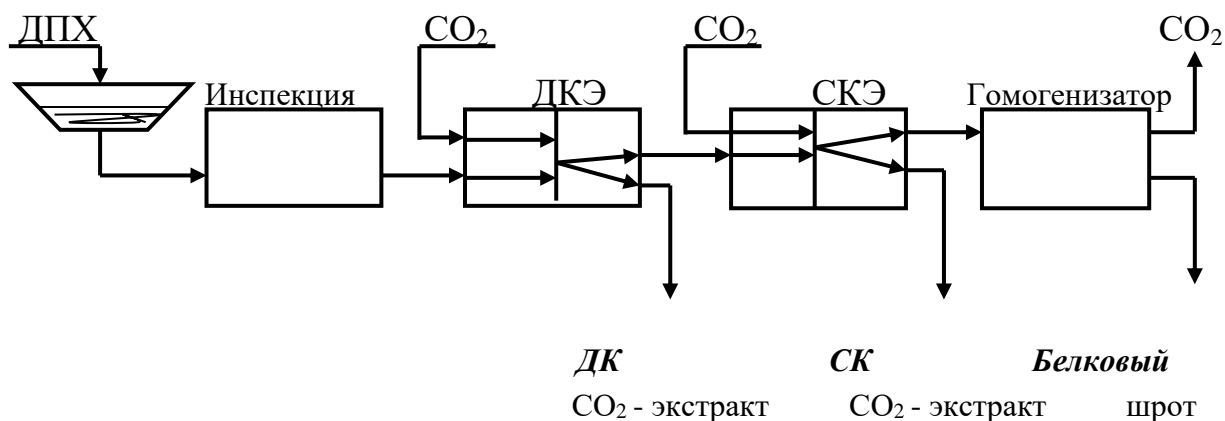 ДПХ CO₂ CO₂ CO₂
Инспекция ДКЭ СКЭ Гомогенизатор
ДК СК Белковый
CO₂ - экстракт CO₂ - экстракт шрот